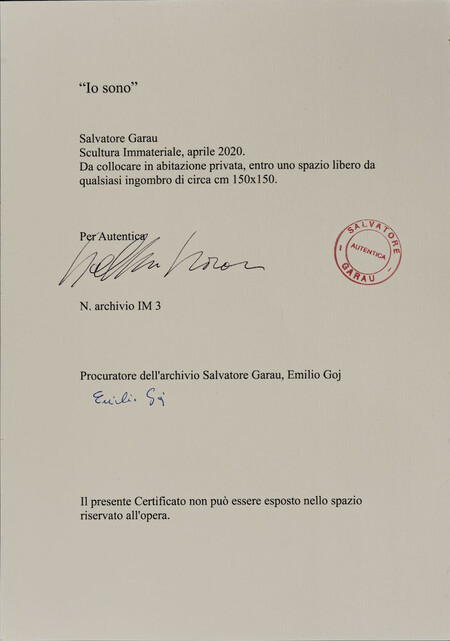 “Io sono”
Salvatore Garau
Scultura Immateriale, aprile 2020.
Da collocare in abitazione privata, entro uno spazio libero da
qualsiasi ingombro di circa cm 150x150.
Per Autentica
Salvatore Garau
SALVATORE
AUTENTICA
GARAU
N. archivio IM 3
Procuratore dell'archivio Salvatore Garau, Emilio Goj
Emilio Goj
Il presente Certificato non può essere esposto nello spazio
riservato all'opera.